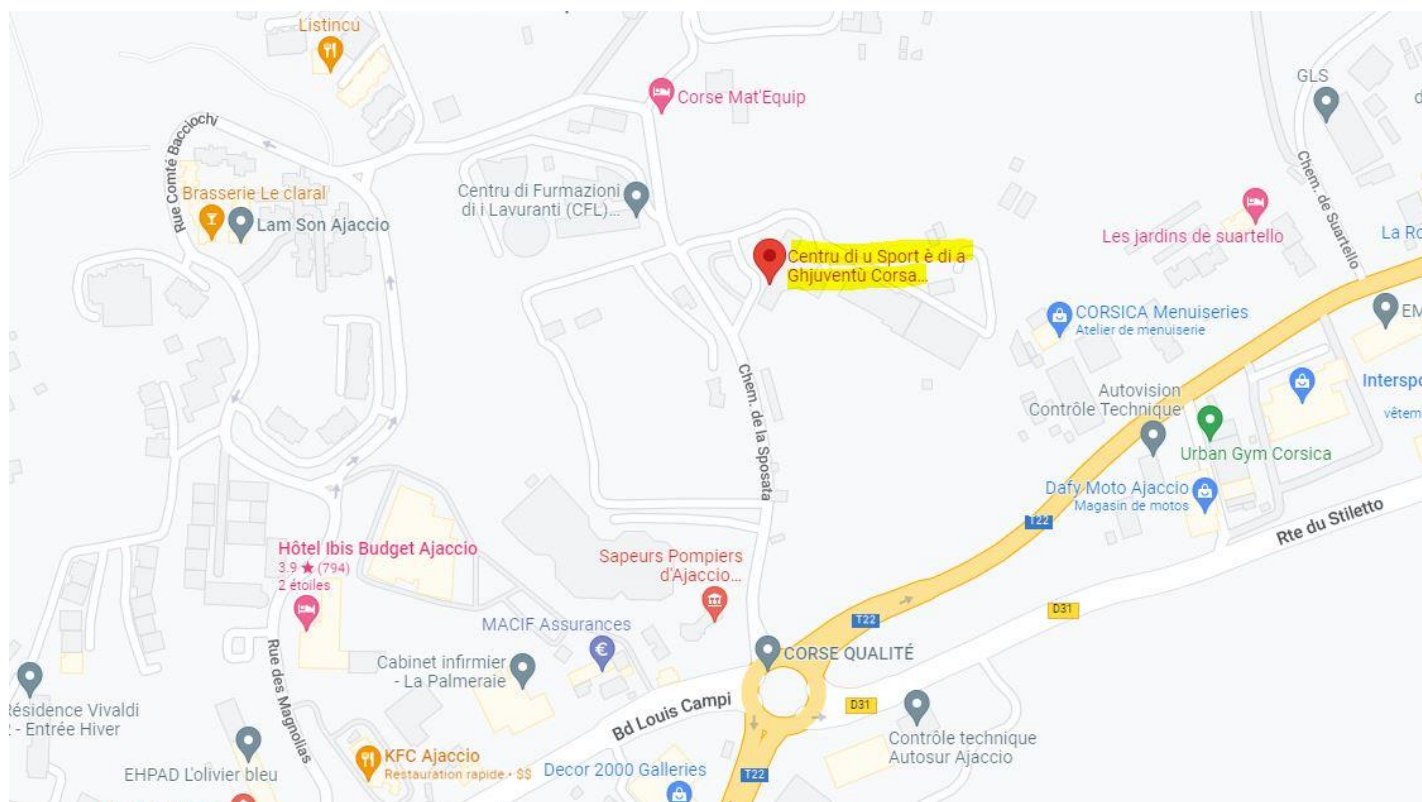 Listincu
Corse Mat'Equip
GLS
Rue Comté Bacciochi
Brasserie Le claral
Lam Son Ajaccio
Centru di Furmazioni
di i Lavuranti (CFL)...
Chem. de Suartello
Les jardins de suartello
La Ro
Centru di u Sport è di a
Ghjuventù Corsa...
CORSICA Menuiseries
Atelier de menuiserie
EM
Autovision
Contrôle Technique
Interspo
vêtem
Chem. de la Sposata
Urban Gym Corsica
Dafy Moto Ajaccio
Magasin de motos
T22
Rte du Stiletto
Hôtel Ibis Budget Ajaccio
3.9 ★ (794)
2 étoiles
Sapeurs Pompiers
d'Ajaccio...
D31
T22
MACIF Assurances
CORSE QUALITÉ
Cabinet infirmier
- La Palmeraie
Rue des Magnolias
Bd Louis Campi
D31
Résidence Vivaldi
- Entrée Hiver
Contrôle technique
Autosur Ajaccio
EHPAD L'olivier bleu
KFC Ajaccio
Restauration rapide • $$
Decor 2000 Galleries
T22